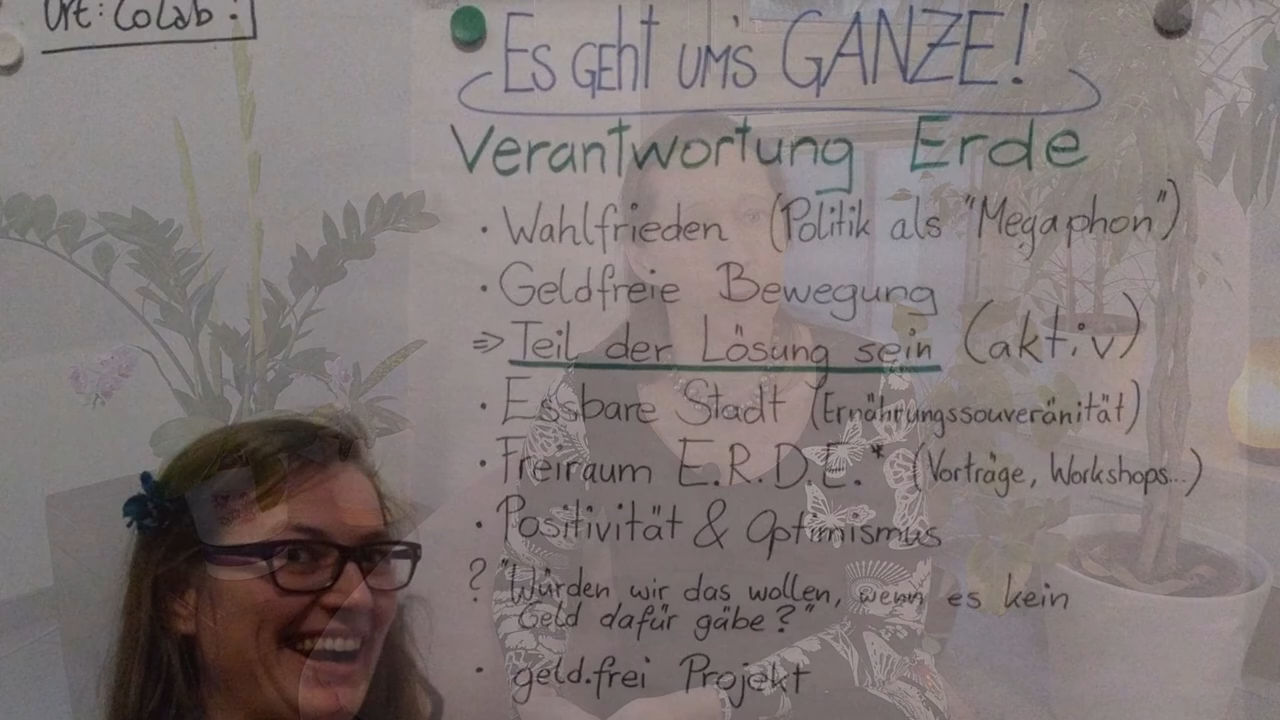 Ort: CoLab :
Es geht um's GANZE!
Verantwortung Erde
· Wahlfrieden (Politik als "Megaphon")
· Geldfreie Bewegung
⇒ Teil der Lösung sein (aktiv)
· Essbare Stadt (Ernährungssouveränität)
· Freiraum E.R.D.E.* (Vorträge, Workshops...)
· Positivität & Optimismus
? "Würden wir das wollen, wenn es kein
Geld dafür gäbe?"
· geld.frei Projekt